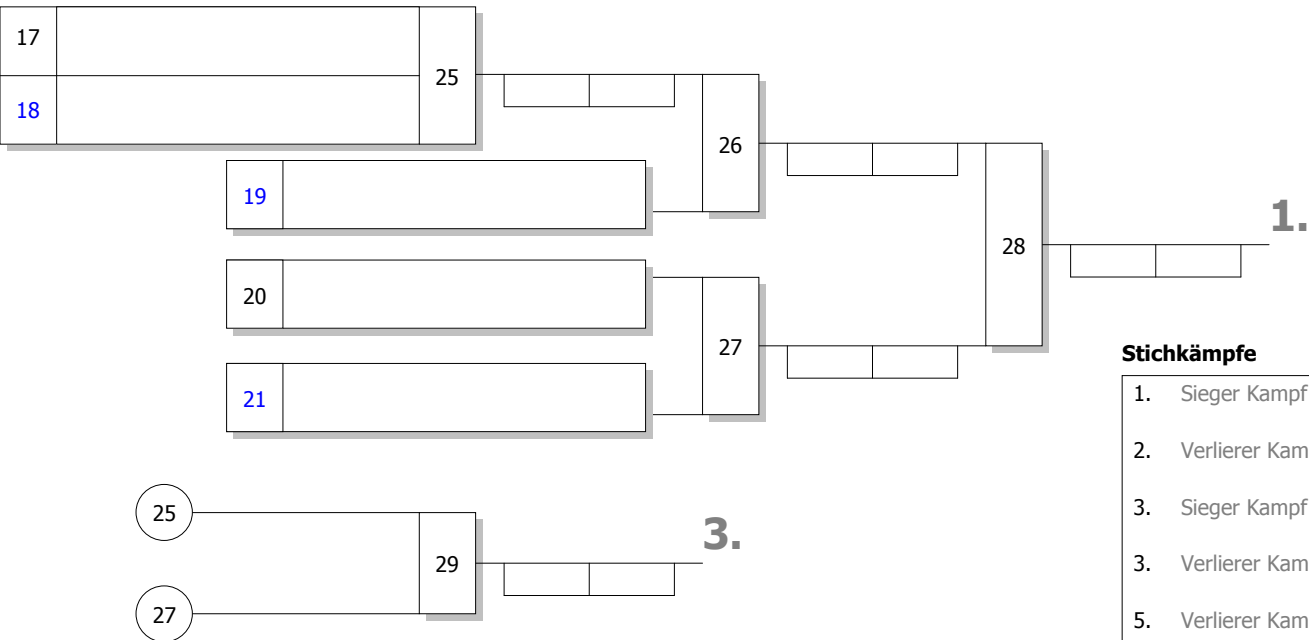 17
25
18
26
19
1.
28
20
27
21
Stichkämpfe
1. Sieger Kampf
2. Verlierer Kam
3. Sieger Kampf
3. Verlierer Kam
5. Verlierer Kam
25
3.
29
27